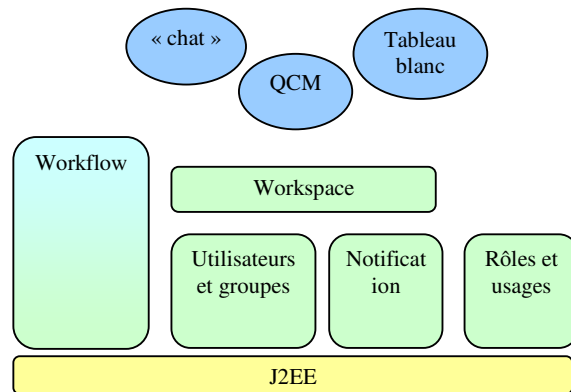 « chat »
Tableau
blanc
QCM
Workflow
Workspace
Utilisateurs
et groupes
Notificat
ion
Rôles et
usages
J2EE